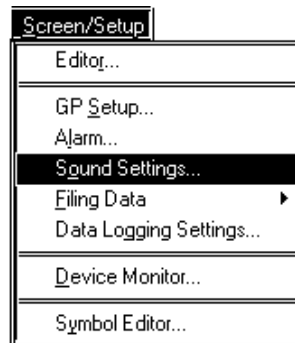 Screen/Setup
Editor...
GP Setup...
Alarm...
Sound Settings...
Filing Data
Data Logging Settings...
Device Monitor...
Symbol Editor...